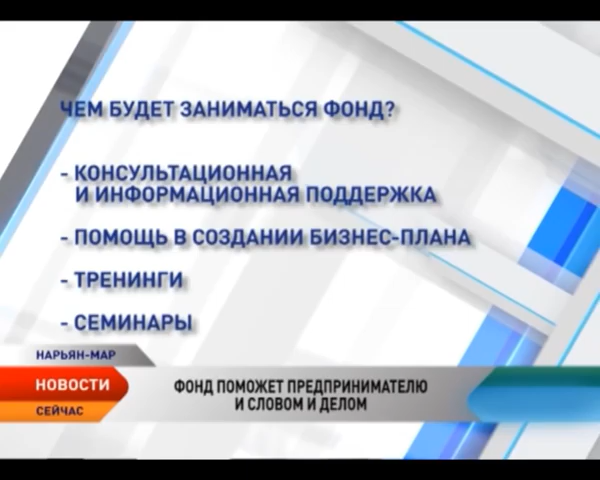 ЧЕМ БУДЕТ ЗАНИМАТЬСЯ ФОНД?
- КОНСУЛЬТАЦИОННАЯ
И ИНФОРМАЦИОННАЯ ПОДДЕРЖКА
- ПОМОЩЬ В СОЗДАНИИ БИЗНЕС-ПЛАНА
- ТРЕНИНГИ
- СЕМИНАРЫ
НАРЬЯН-МАР
НОВОСТИ
СЕЙЧАС
ФОНД ПОМОЖЕТ ПРЕДПРИНИМАТЕЛЮ
И СЛОВОМ И ДЕЛОМ